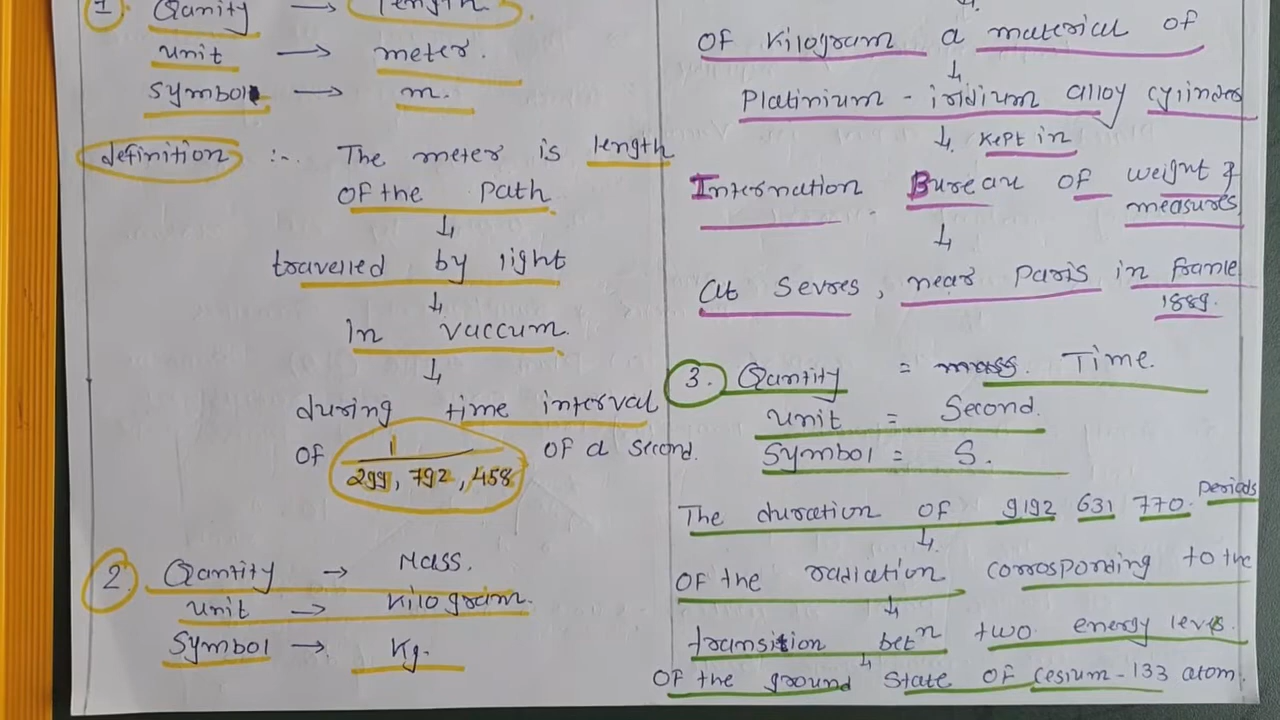 1. Qanity → length.
unit → meter.
Symbol → m.
definition :-. The meter is length
of the path
↳
travelled by light
↳
In vaccum.
↳
during time interval
of 1/299,792,458 of a second.
2. Qantity → Mass.
unit → kilogram.
Symbol → kg.
of kilogram a material of
↳
Platinium - iridium alloy cylinder
↳ kept in
Internation Bureau of weight &
measures
↳
at Sevres, near Paris in france
1889.
3. Qantity = mass. Time.
unit = Second.
Symbol = S.
The duration of 9192 631 770. periods
↳
of the radiation corrosponding to the
↳
transition betⁿ two energy levels.
↳
of the ground state of cesium-133 atom.